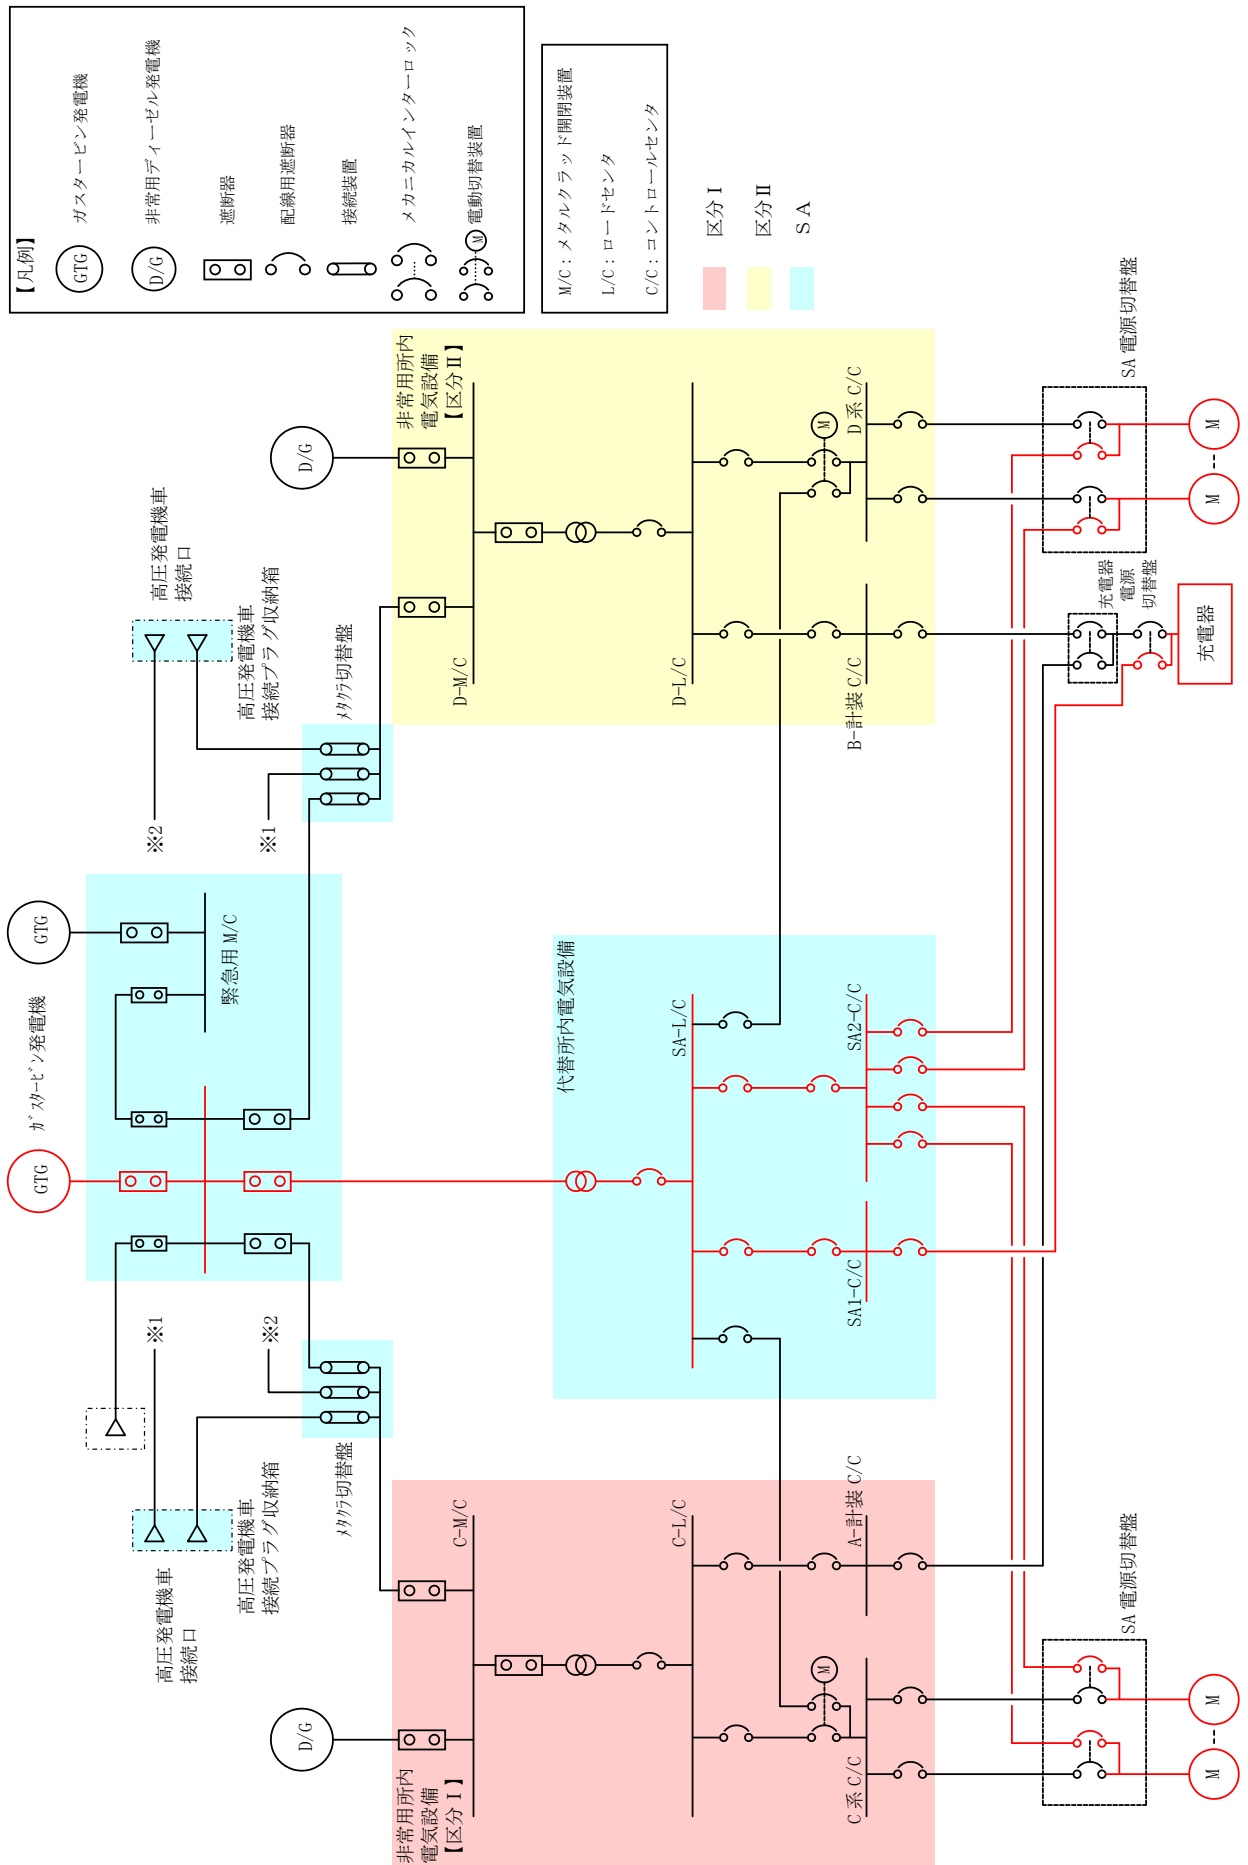 【凡例】
GTG ガスタービン発電機
D/G 非常用ディーゼル発電機
遮断器
配線用遮断器
接続装置
メカニカルインターロック
M 電動切替装置
M/C：メタルクラッド開閉装置
L/C：ロードセンタ
C/C：コントロールセンタ
区分Ⅰ
区分Ⅱ
ＳＡ
ガスタービン発電機
GTG
GTG
緊急用 M/C
高圧発電機車
接続口
高圧発電機車
接続プラグ収納箱
※1
※2
メタクラ切替盤
高圧発電機車
接続口
高圧発電機車
接続プラグ収納箱
※2
※1
メタクラ切替盤
D/G
非常用所内
電気設備
【区分Ⅰ】
C-M/C
C-L/C
M
C 系 C/C
A-計装 C/C
代替所内電気設備
SA-L/C
SA1-C/C
SA2-C/C
D/G
非常用所内
電気設備
【区分Ⅱ】
D-M/C
D-L/C
M
B-計装 C/C
D 系 C/C
SA 電源切替盤
M
M
充電器
電源
切替盤
充電器
SA 電源切替盤
M
M